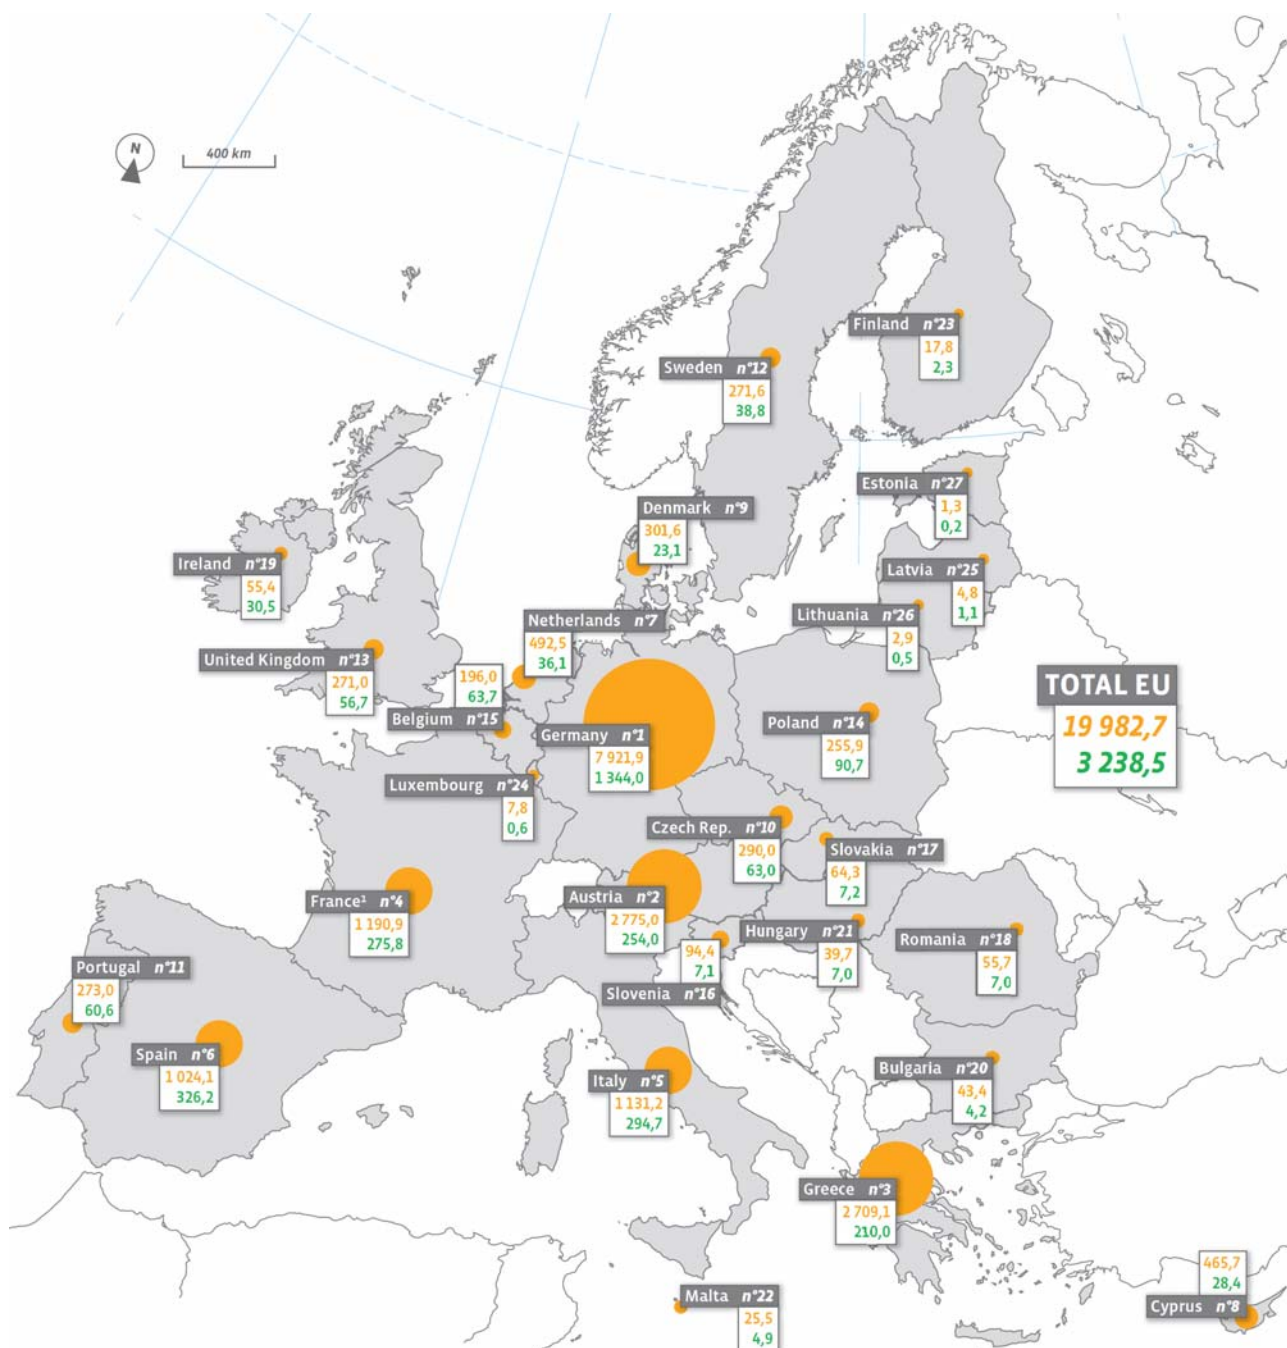 N
400 km
Finland n°23
17,8
2,3
Sweden n°12
271,6
38,8
Estonia n°27
1,3
0,2
Denmark n°9
301,6
23,1
Ireland n°19
55,4
30,5
Latvia n°25
4,8
1,1
Lithuania n°26
2,9
0,5
Netherlands n°7
492,5
36,1
United Kingdom n°13
271,0
56,7
196,0
63,7
Belgium n°15
Germany n°1
7 921,9
1 344,0
Poland n°14
255,9
90,7
TOTAL EU
19 982,7
3 238,5
Luxembourg n°24
7,8
0,6
Czech Rep. n°10
290,0
63,0
Slovakia n°17
64,3
7,2
France¹ n°4
1 190,9
275,8
Austria n°2
2 775,0
254,0
Hungary n°21
39,7
7,0
Romania n°18
55,7
7,0
94,4
7,1
Slovenia n°16
Portugal n°11
273,0
60,6
Spain n°6
1 024,1
326,2
Italy n°5
1 131,2
294,7
Bulgaria n°20
43,4
4,2
Greece n°3
2 709,1
210,0
465,7
28,4
Cyprus n°8
Malta n°22
25,5
4,9